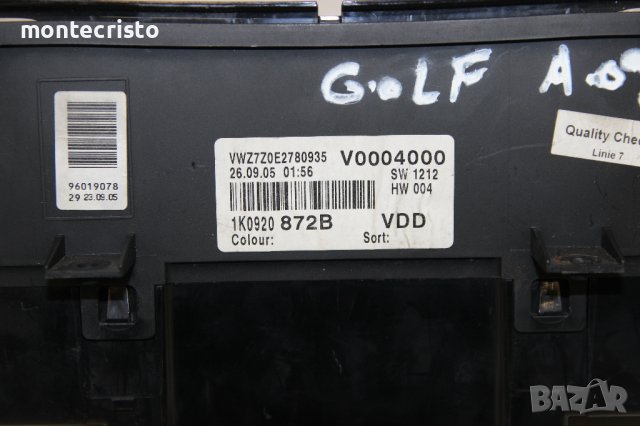 montecristo
GOLF A.
Quality Chec
Linie 7
96019078
29 23.09.05
VWZ7Z0E2780935 V0004000
26.09.05 01:56 SW 1212
HW 004
1K0920 872B VDD
Colour: Sort:
BAZAR